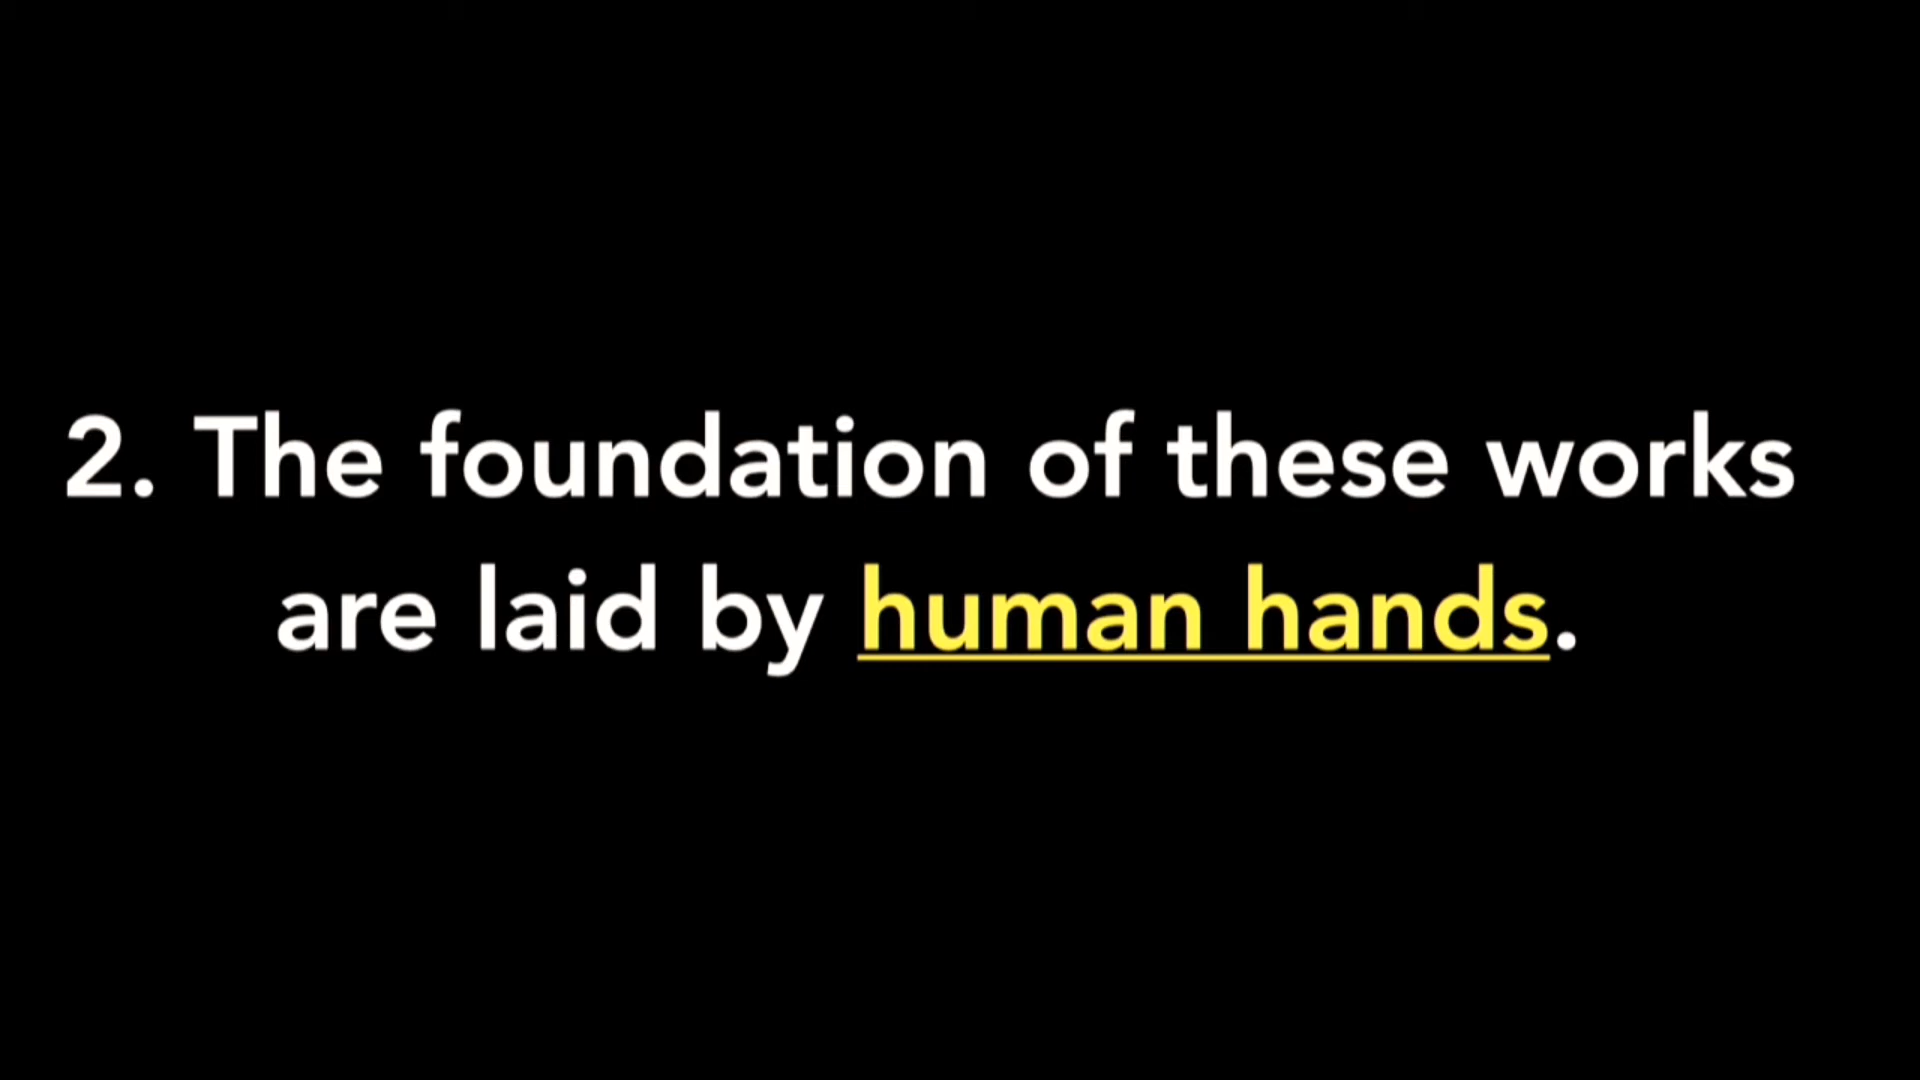 2. The foundation of these works
are laid by human hands.